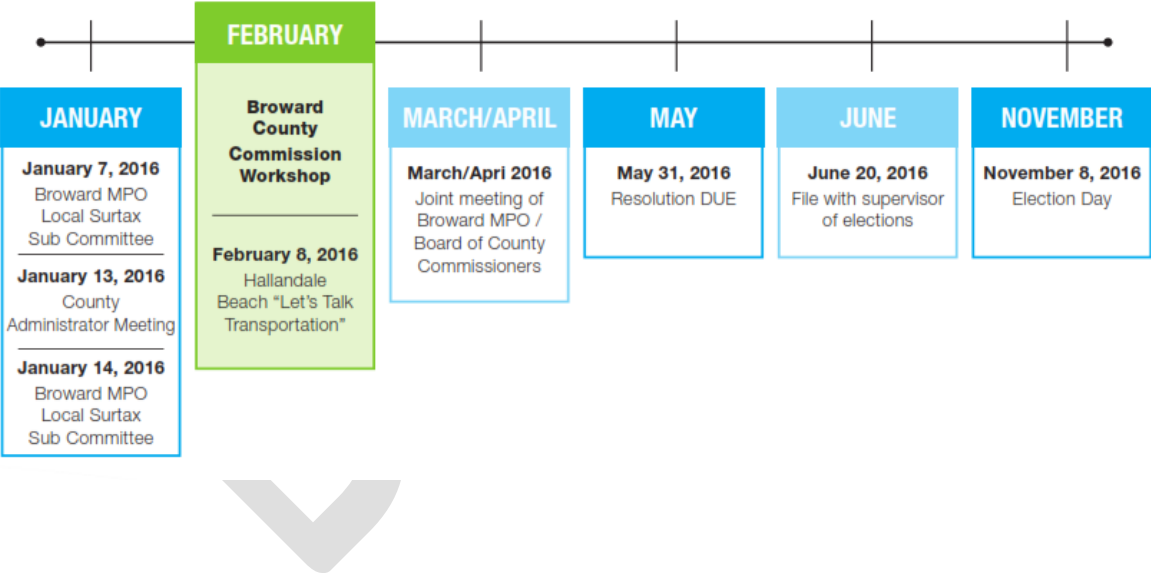 JANUARY
January 7, 2016
Broward MPO
Local Surtax
Sub Committee
January 13, 2016
County
Administrator Meeting
January 14, 2016
Broward MPO
Local Surtax
Sub Committee
FEBRUARY
Broward
County
Commission
Workshop
February 8, 2016
Hallandale
Beach “Let’s Talk
Transportation”
MARCH/APRIL
March/Apri 2016
Joint meeting of
Broward MPO /
Board of County
Commissioners
MAY
May 31, 2016
Resolution DUE
JUNE
June 20, 2016
File with supervisor
of elections
NOVEMBER
November 8, 2016
Election Day